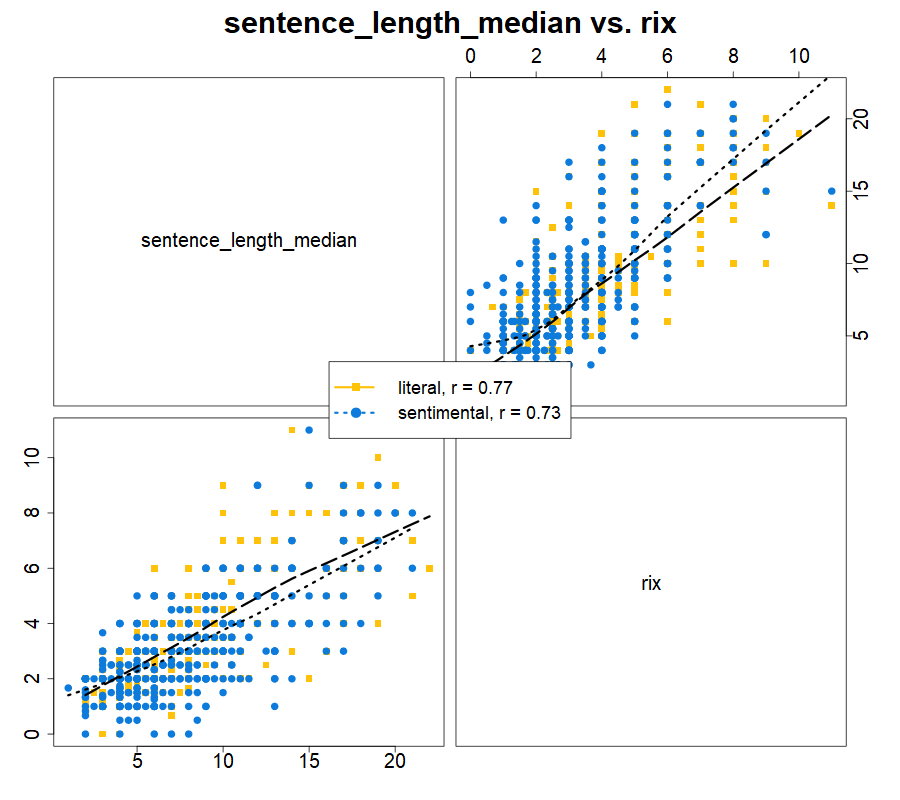 sentence_length_median vs. rix
0 2 4 6 8 10
sentence_length_median
20
15
10
5
literal, r = 0.77
sentimental, r = 0.73
10
8
6
4
2
0
rix
5 10 15 20